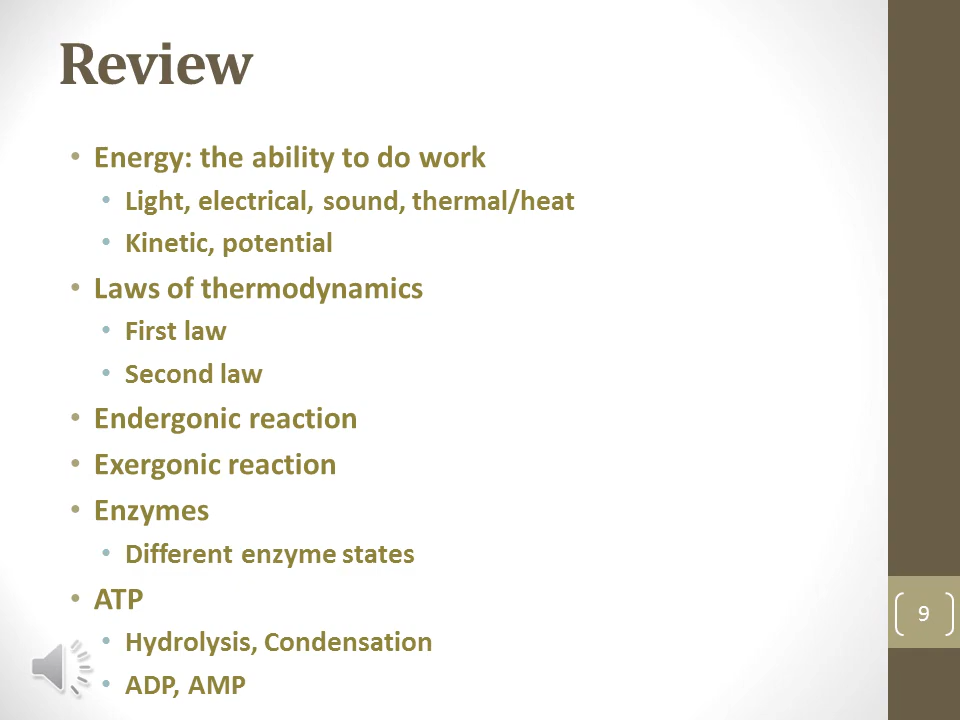 Review
• Energy: the ability to do work
• Light, electrical, sound, thermal/heat
• Kinetic, potential
• Laws of thermodynamics
• First law
• Second law
• Endergonic reaction
• Exergonic reaction
• Enzymes
• Different enzyme states
• ATP
• Hydrolysis, Condensation
• ADP, AMP
9